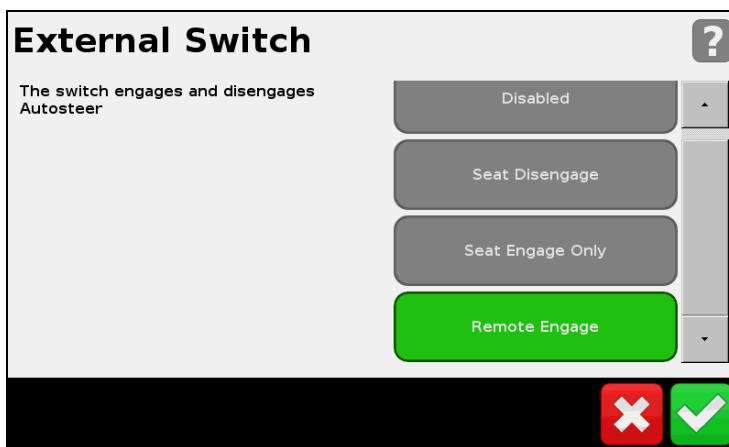 External Switch
?
The switch engages and disengages
Autosteer
Disabled
Seat Disengage
Seat Engage Only
Remote Engage